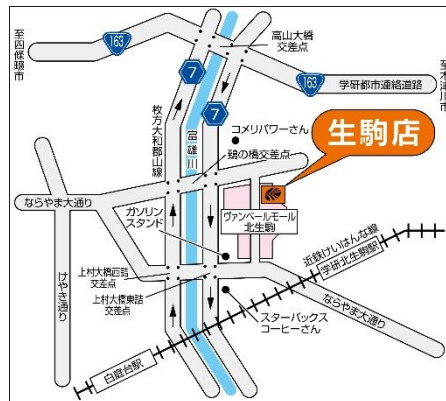 至四條畷市
163
高山大橋
交差点
7
163
学研都市連絡道路
至木津川市
7
枚方大和郡山線
富雄川
コメリパワーさん
生駒店
鵄の橋交差点
ならやま大通り
ガソリン
スタンド
ヴァンベールモール
北生駒
近鉄けいはんな線
学研北生駒駅
けやき通り
上村大橋西詰
交差点
上村大橋東詰
交差点
スターバックス
コーヒーさん
ならやま大通り
白庭台駅